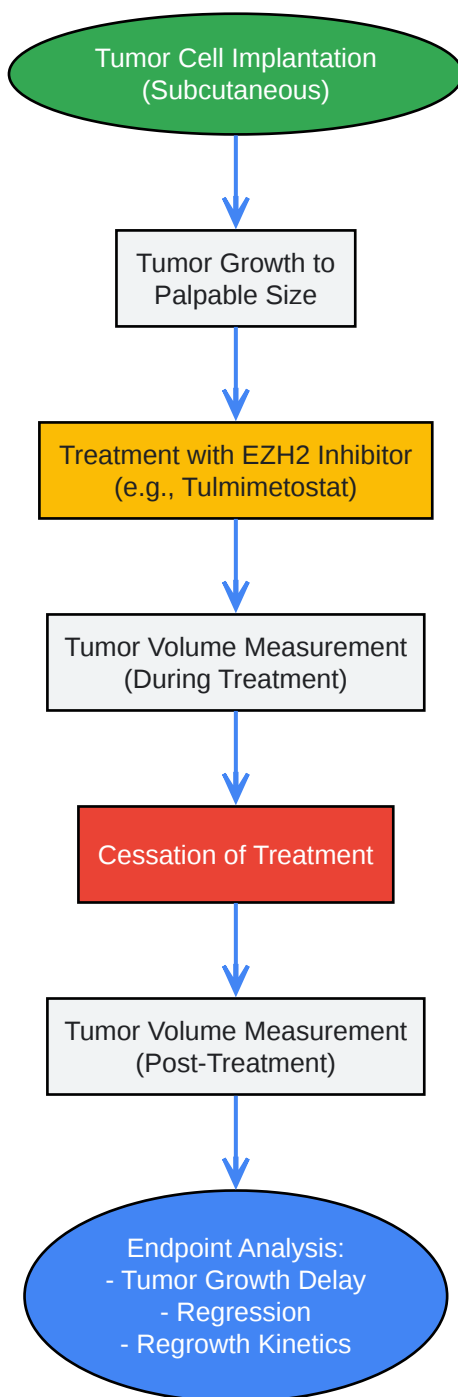 Tumor Cell Implantation
(Subcutaneous)
Tumor Growth to
Palpable Size
Treatment with EZH2 Inhibitor
(e.g., Tulmimetostat)
Tumor Volume Measurement
(During Treatment)
Cessation of Treatment
Tumor Volume Measurement
(Post-Treatment)
Endpoint Analysis:
- Tumor Growth Delay
- Regression
- Regrowth Kinetics